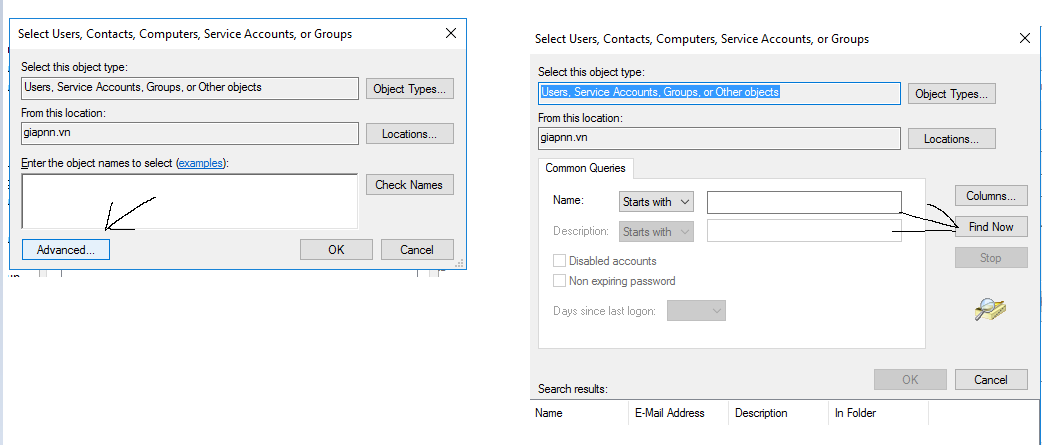 Select Users, Contacts, Computers, Service Accounts, or Groups
Select this object type:
Users, Service Accounts, Groups, or Other objects
Object Types...
From this location:
giapnn.vn
Locations...
Enter the object names to select (examples):
Check Names
Advanced...
OK
Cancel
Select Users, Contacts, Computers, Service Accounts, or Groups
Select this object type:
Users, Service Accounts, Groups, or Other objects
Object Types...
From this location:
giapnn.vn
Locations...
Common Queries
Name:
Starts with
Columns...
Description:
Starts with
Find Now
Disabled accounts
Stop
Non expiring password
Days since last logon:
OK
Cancel
Search results:
Name
E-Mail Address
Description
In Folder